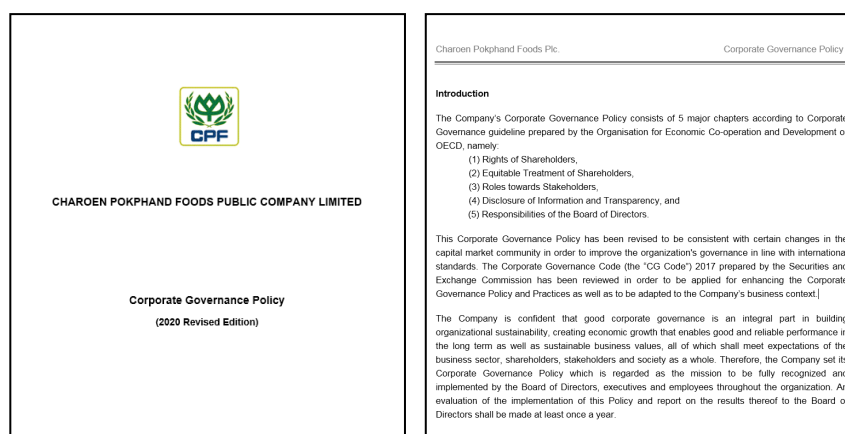 CPF
CHAROEN POKPHAND FOODS PUBLIC COMPANY LIMITED
Corporate Governance Policy
(2020 Revised Edition)
Charoen Pokphand Foods Plc.
Corporate Governance Policy
Introduction
The Company's Corporate Governance Policy consists of 5 major chapters according to Corporate
Governance guideline prepared by the Organisation for Economic Co-operation and Development o
OECD, namely:
(1) Rights of Shareholders,
(2) Equitable Treatment of Shareholders,
(3) Roles towards Stakeholders,
(4) Disclosure of Information and Transparency, and
(5) Responsibilities of the Board of Directors.
This Corporate Governance Policy has been revised to be consistent with certain changes in the
capital market community in order to improve the organization's governance in line with international
standards. The Corporate Governance Code (the "CG Code") 2017 prepared by the Securities and
Exchange Commission has been reviewed in order to be applied for enhancing the Corporate
Governance Policy and Practices as well as to be adapted to the Company's business context.
The Company is confident that good corporate governance is an integral part in building
organizational sustainability, creating economic growth that enables good and reliable performance in
the long term as well as sustainable business values, all of which shall meet expectations of the
business sector, shareholders, stakeholders and society as a whole. Therefore, the Company set its
Corporate Governance Policy which is regarded as the mission to be fully recognized and
implemented by the Board of Directors, executives and employees throughout the organization. An
evaluation of the implementation of this Policy and report on the results thereof to the Board o
Directors shall be made at least once a year.